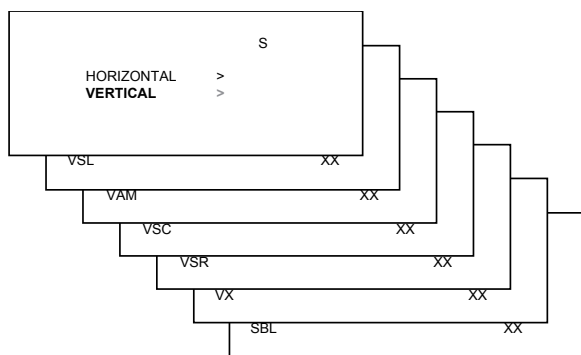 S
HORIZONTAL >
VERTICAL >
VSL XX
VAM XX
VSC XX
VSR XX
VX XX
SBL XX